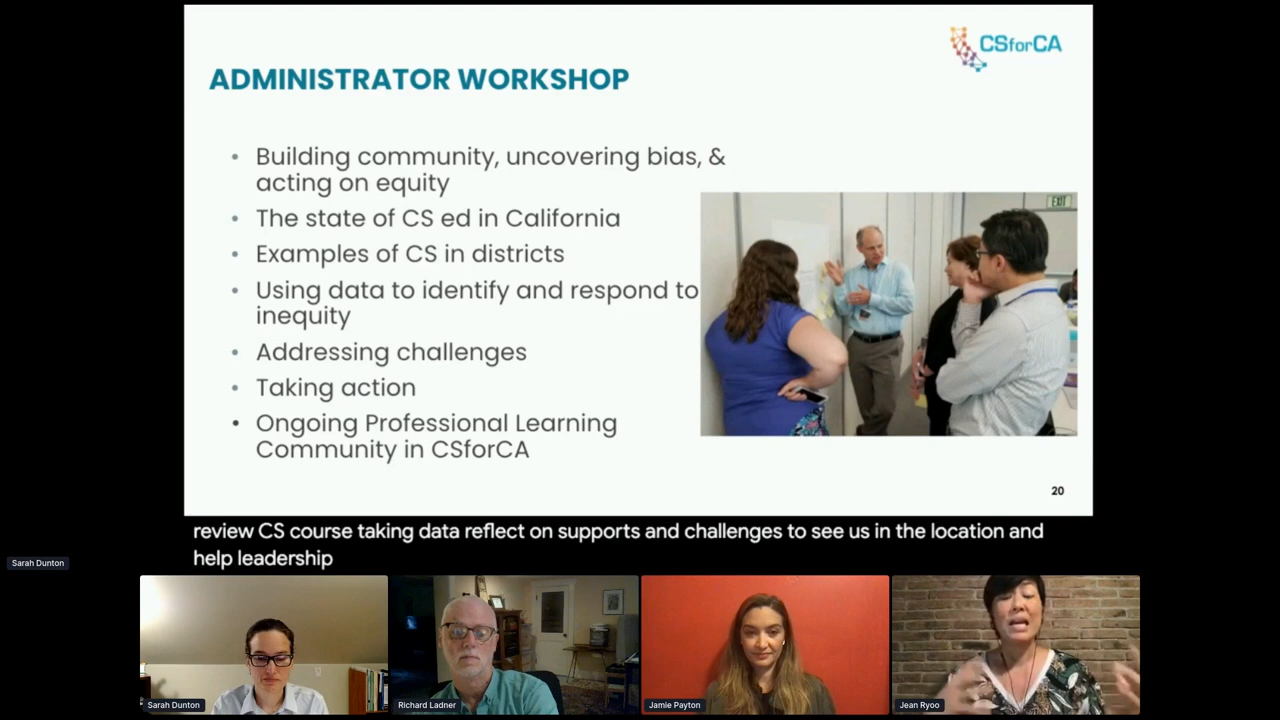 CSforCA
ADMINISTRATOR WORKSHOP
• Building community, uncovering bias, &
acting on equity
• The state of CS ed in California
• Examples of CS in districts
• Using data to identify and respond to
inequity
• Addressing challenges
• Taking action
• Ongoing Professional Learning
Community in CSforCA
EXIT
20
review CS course taking data reflect on supports and challenges to see us in the location and
help leadership
Sarah Dunton
Sarah Dunton
Richard Ladner
Jamie Payton
Jean Ryoo